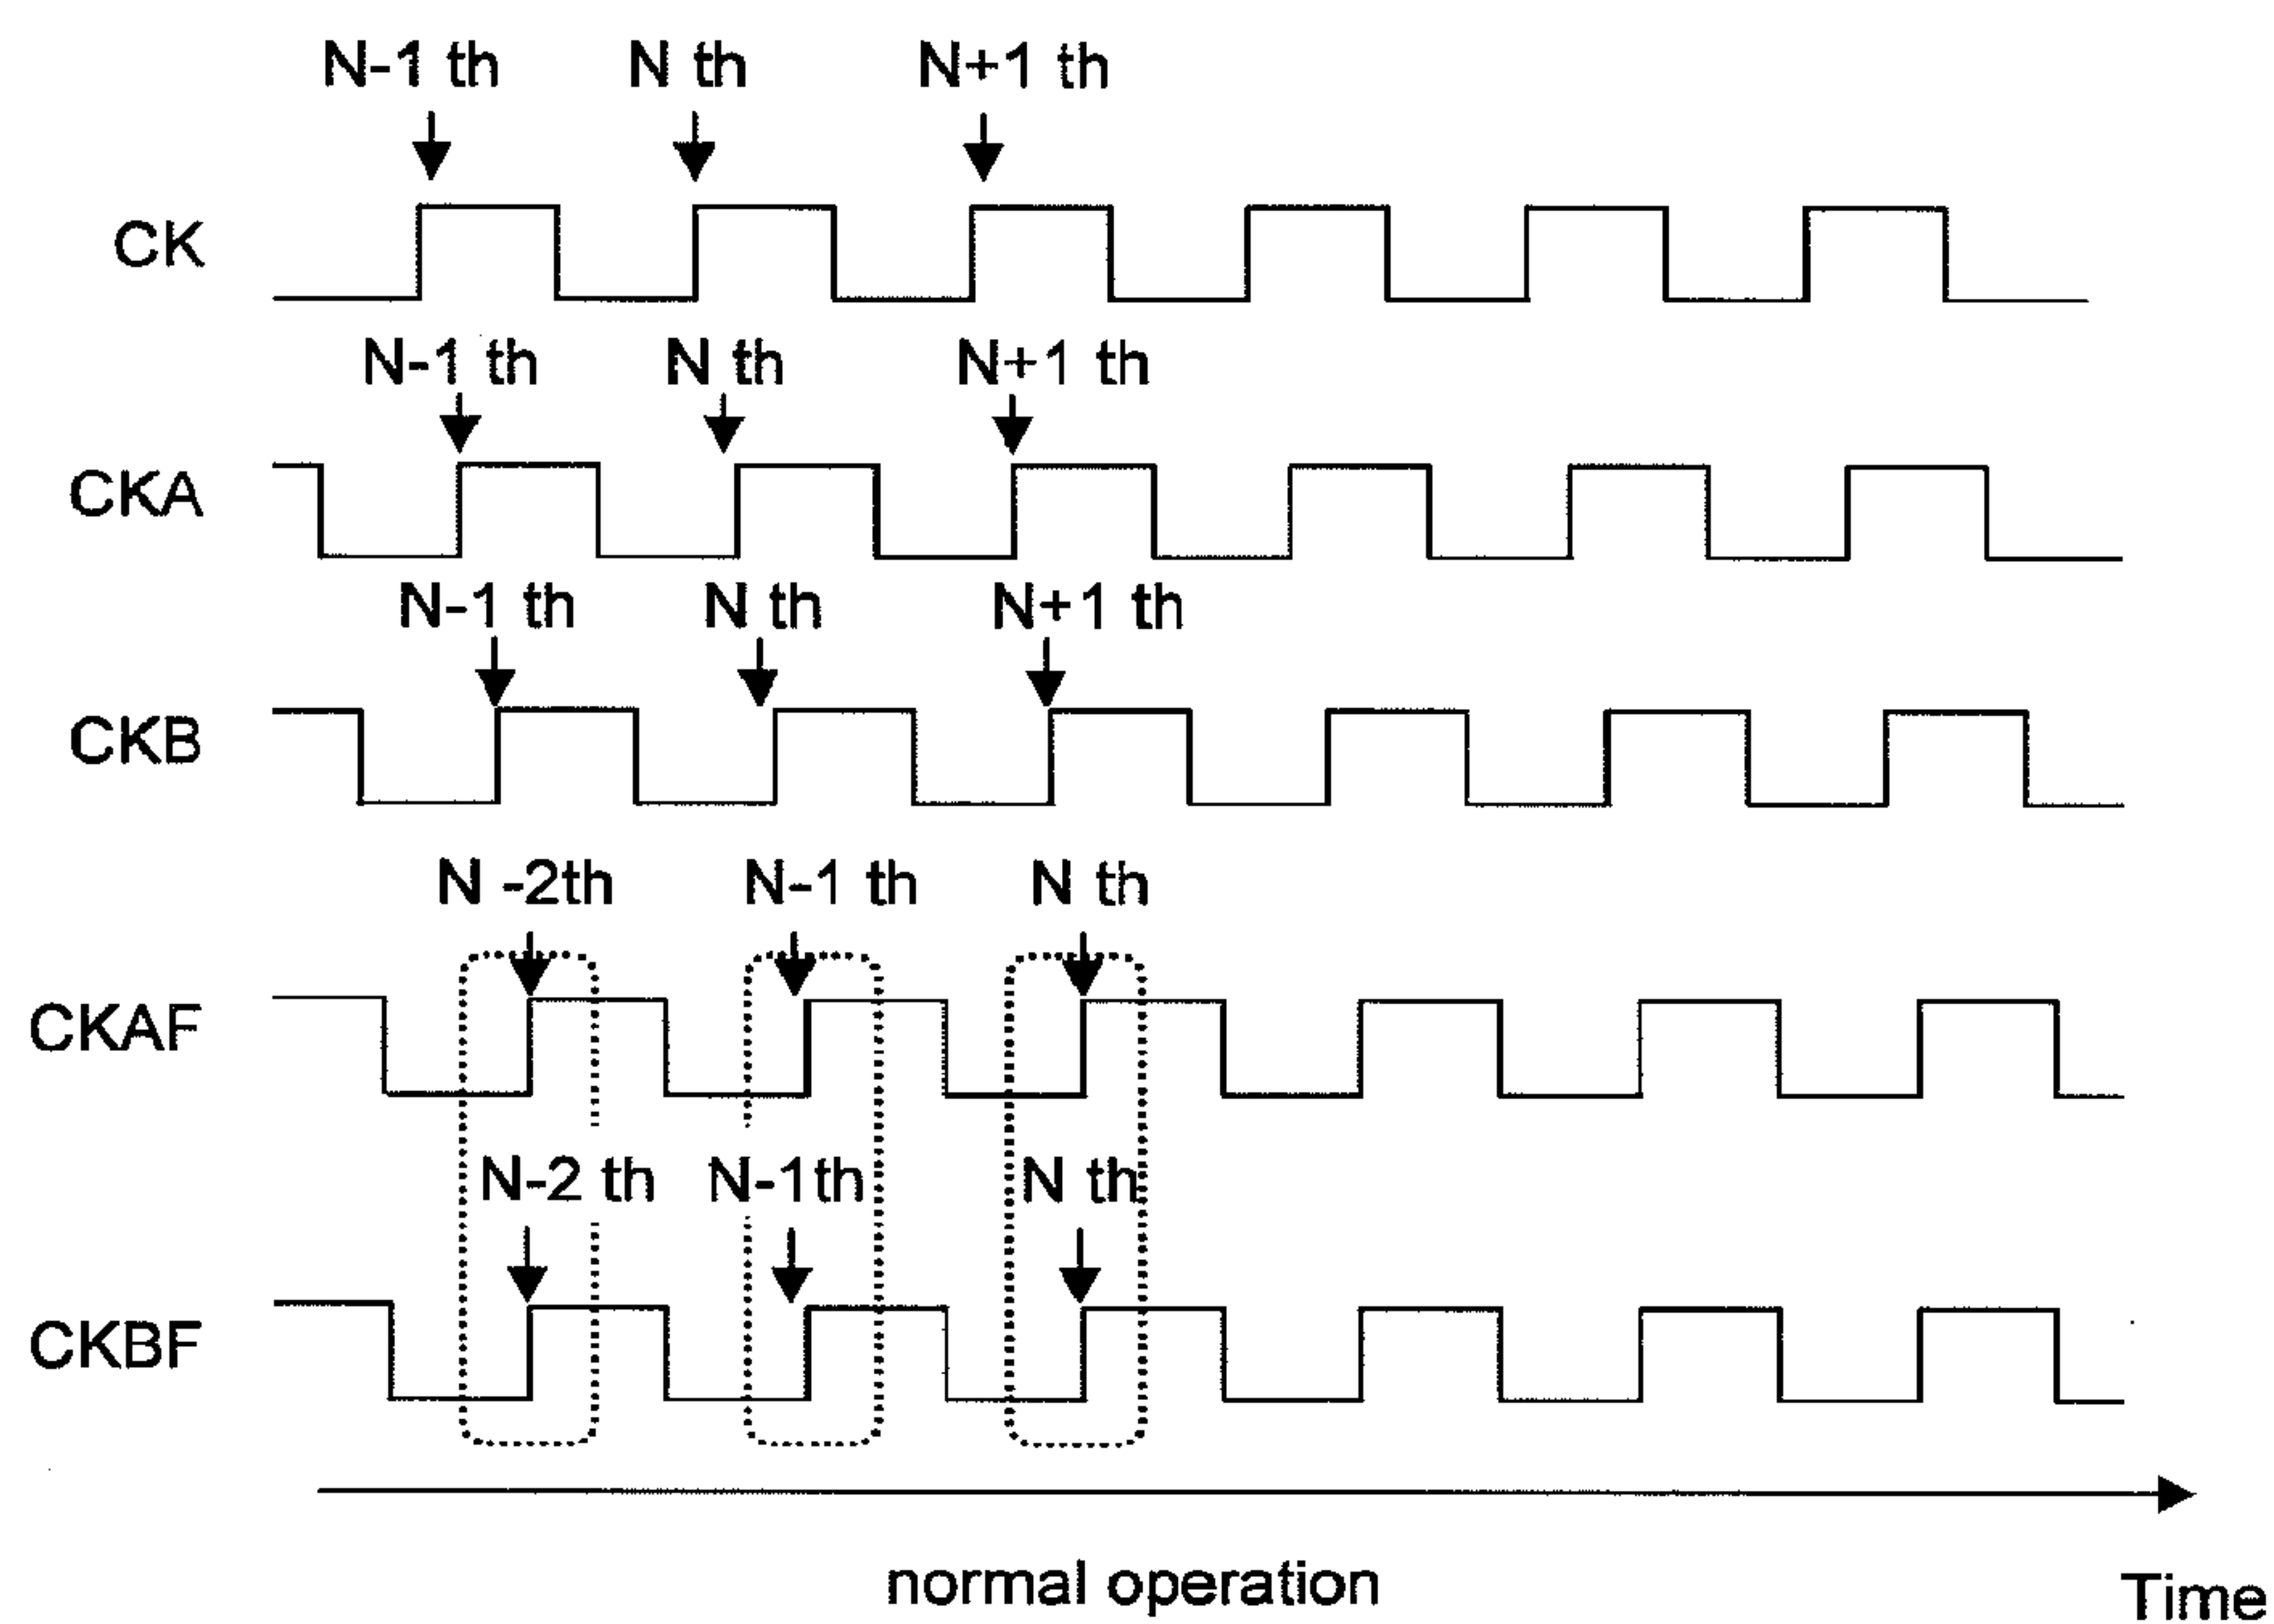 N-1 th N th N+1 th
CK
N-1 th N th N+1 th
CKA
N-1 th N th N+1 th
CKB
N -2th N-1 th N th
CKAF
N-2 th N-1th N th
CKBF
normal operation Time